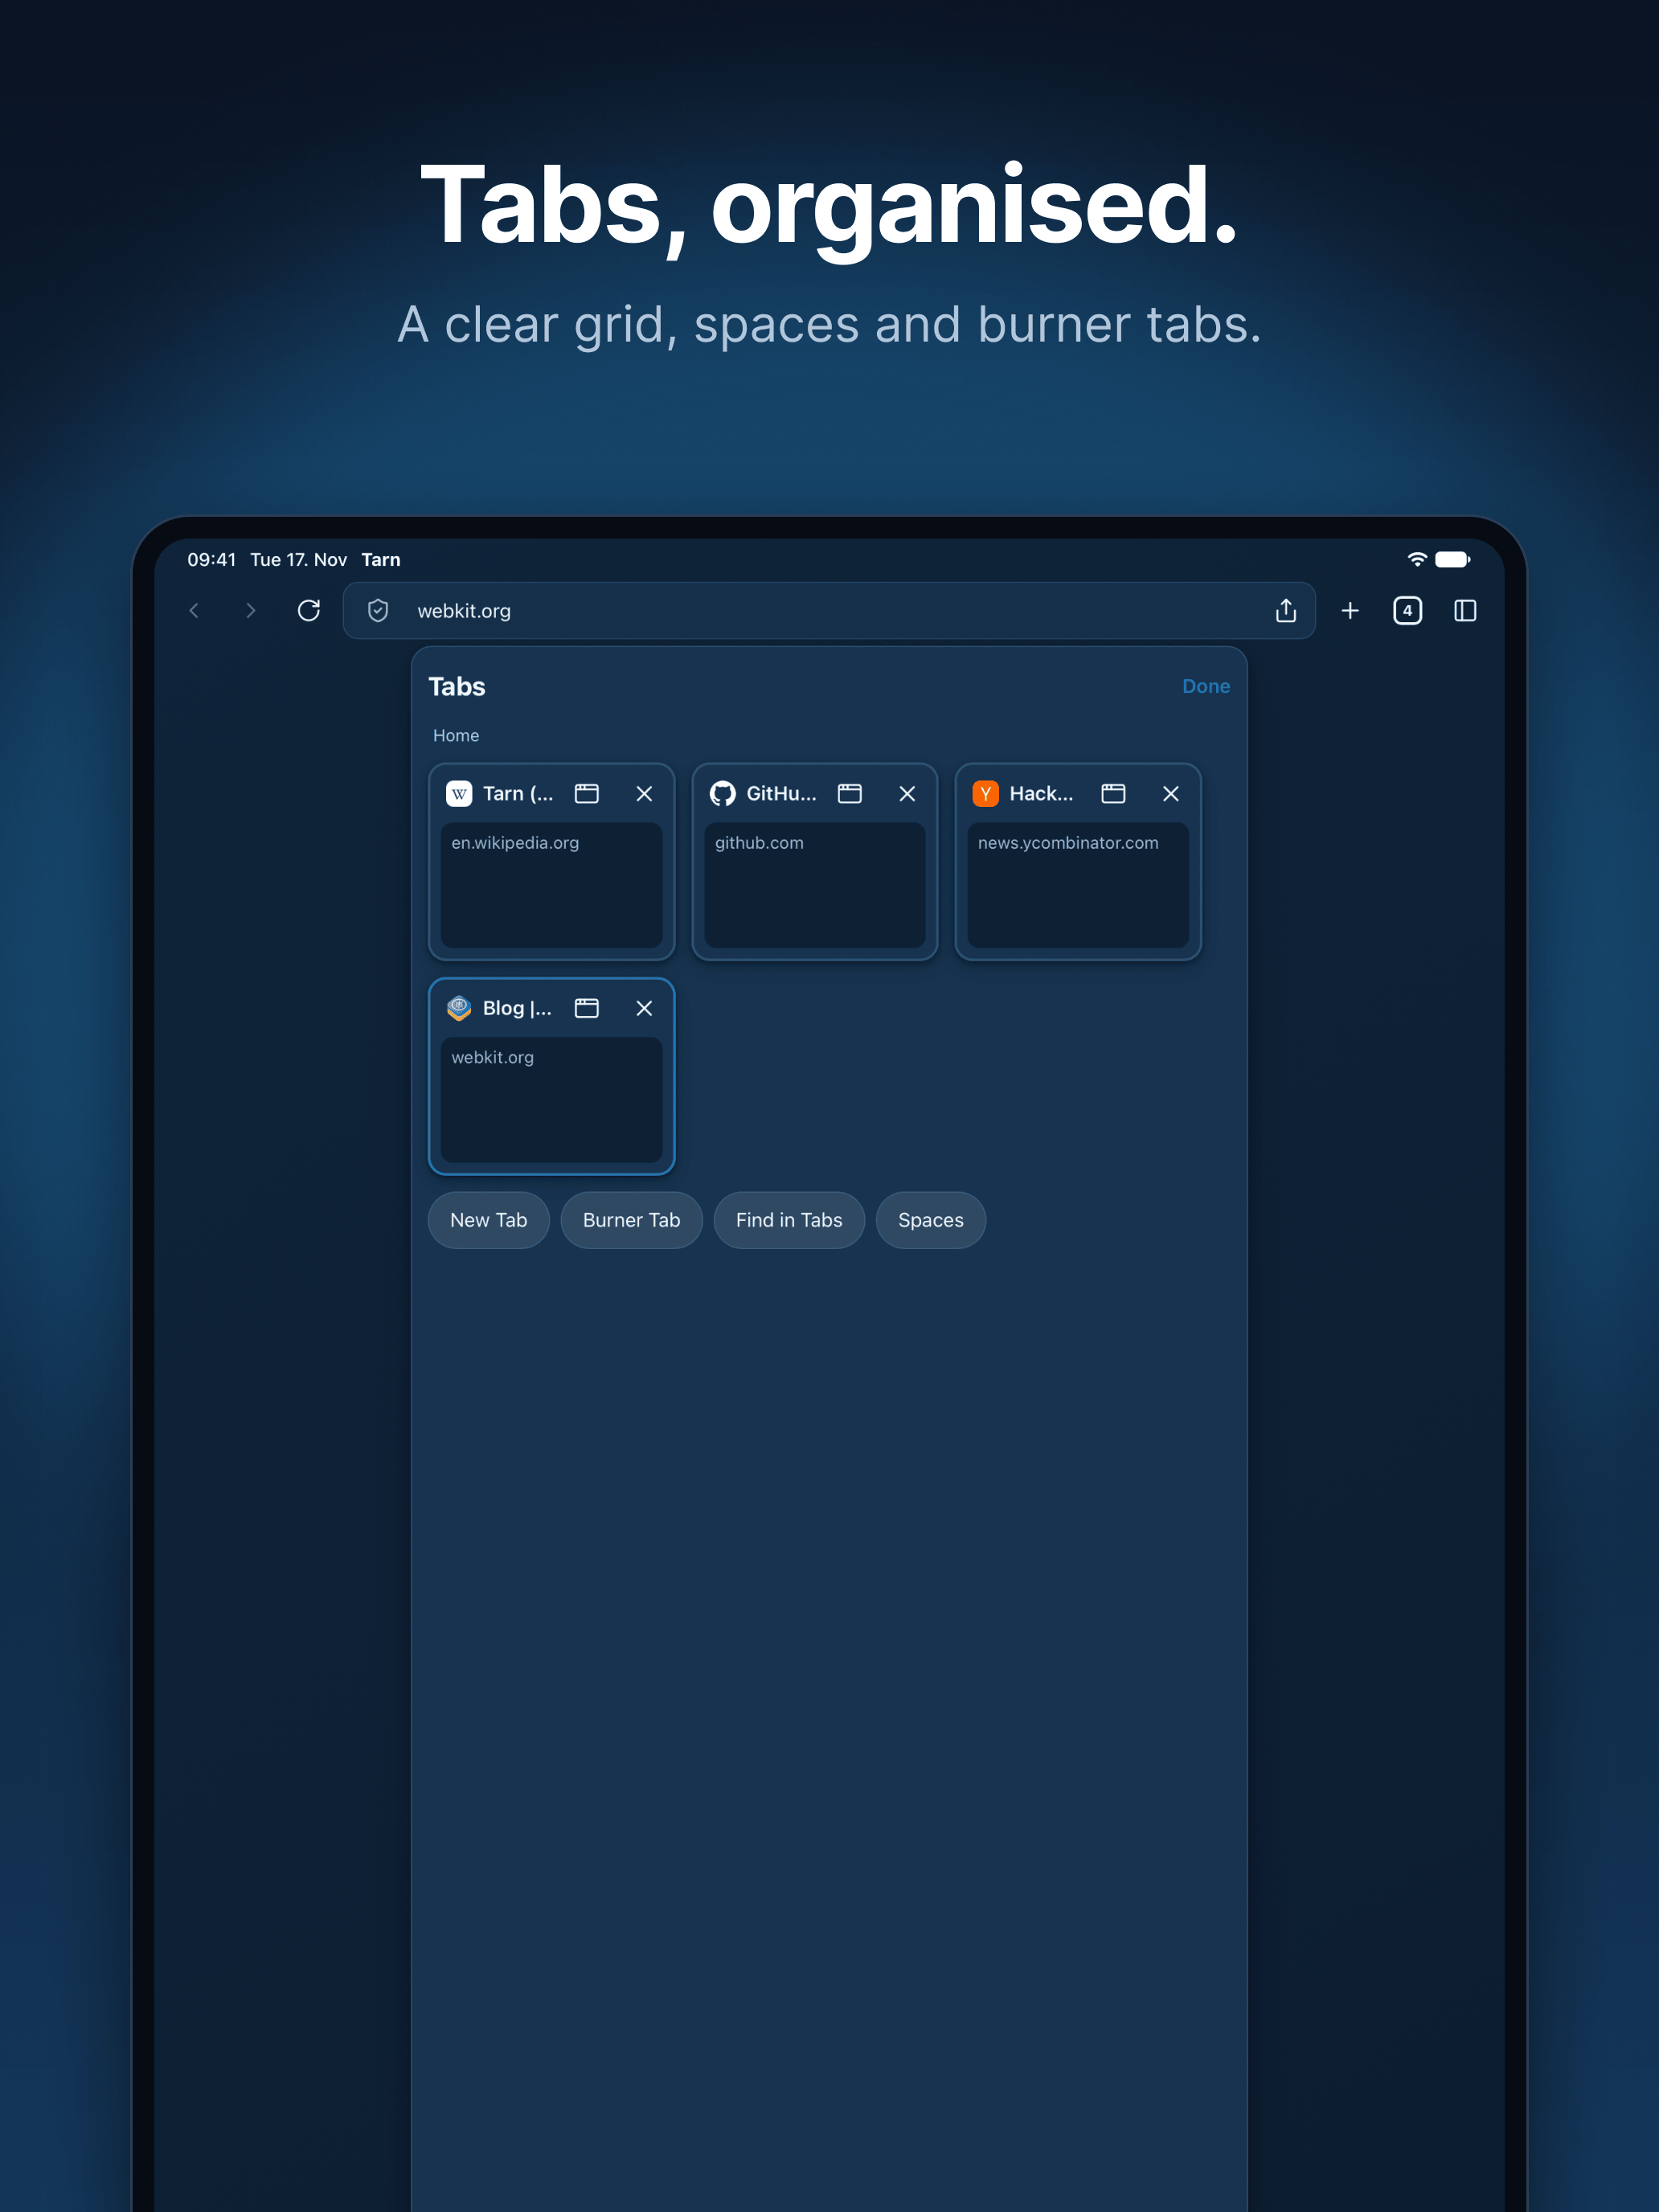 Tabs, organised.
A clear grid, spaces and burner tabs.
09:41 Tue 17. Nov Tarn
webkit.org 4
Tabs Done
Home
W Tarn (... GitHu... Y Hack...
en.wikipedia.org github.com news.ycombinator.com
Blog |...
webkit.org
New Tab Burner Tab Find in Tabs Spaces